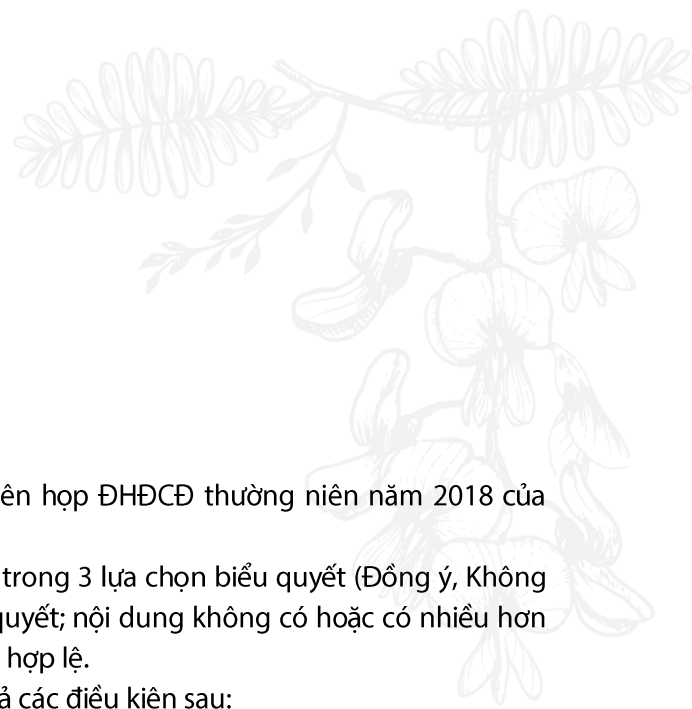 ên họp ĐHĐCĐ thường niên năm 2018 của
trong 3 lựa chọn biểu quyết (Đồng ý, Không
quyết; nội dung không có hoặc có nhiều hơn
hợp lệ.
ả các điều kiên sau: